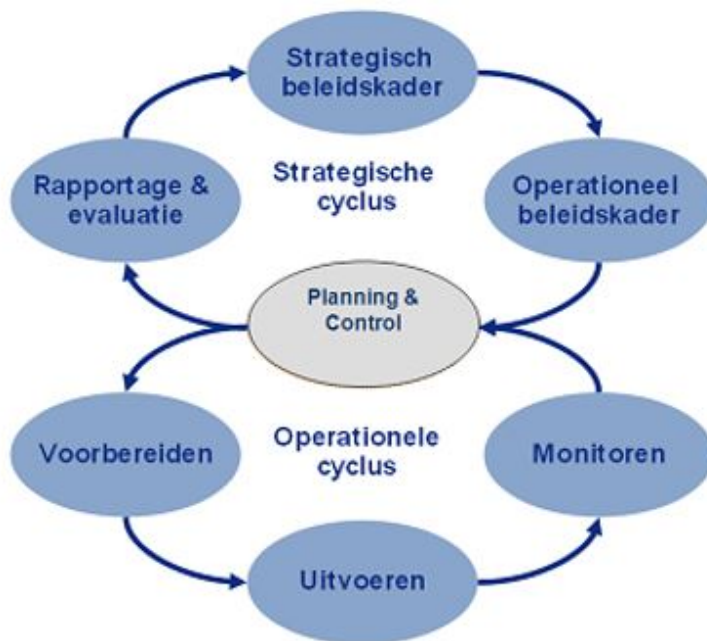 Strategisch
beleidskader
Rapportage &
evaluatie
Strategische
cyclus
Operationeel
beleidskader
Planning &
Control
Voorbereiden
Operationele
cyclus
Monitoren
Uitvoeren